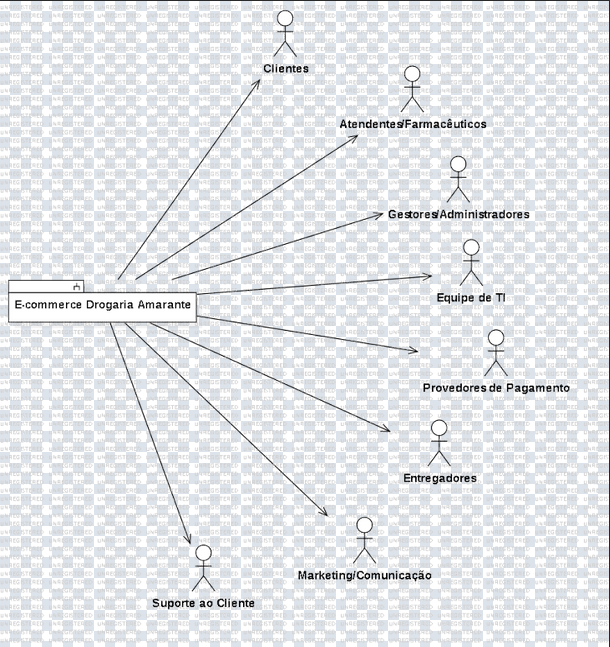 Clientes
Atendentes/Farmacêuticos
Gestores/Administradores
Equipe de TI
E-commerce Drogaria Amarante
Provedores de Pagamento
Entregadores
Marketing/Comunicação
Suporte ao Cliente
UNREGISTERED